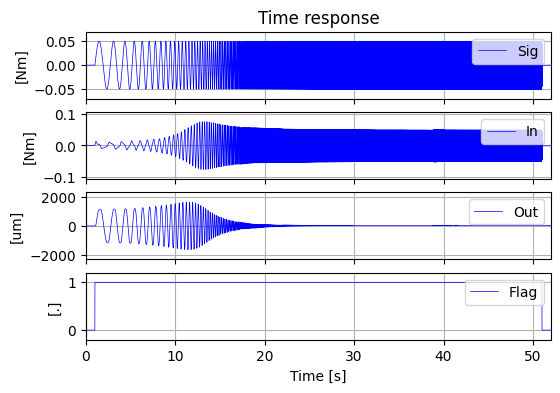 Time response
0.05
0.00
−0.05
[Nm]
Sig
0.1
0.0
−0.1
[Nm]
In
2000
0
−2000
[um]
Out
1
0
[.]
Flag
0 10 20 30 40 50
Time [s]